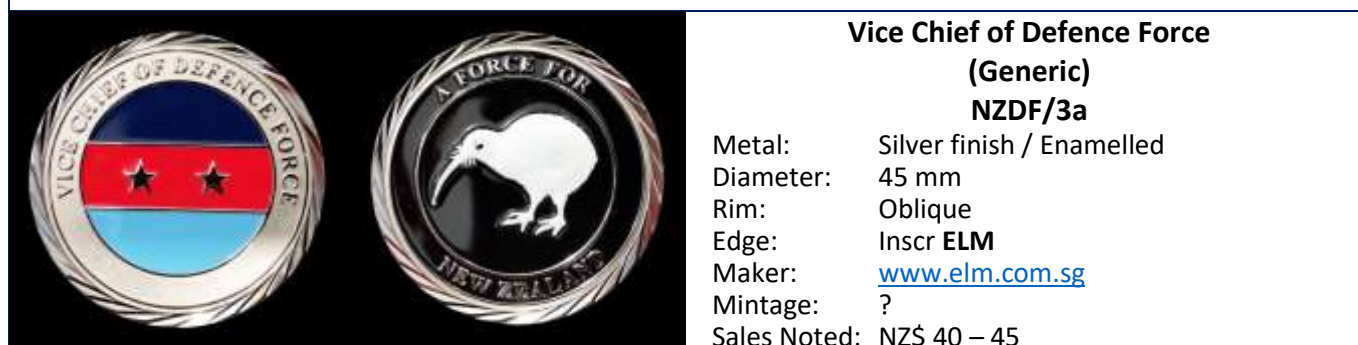 VICE CHIEF OF DEFENCE FORCE
A FORCE FOR
NEW ZEALAND
Vice Chief of Defence Force
(Generic)
NZDF/3a
Metal: Silver finish / Enamelled
Diameter: 45 mm
Rim: Oblique
Edge: Inscr ELM
Maker: www.elm.com.sg
Mintage: ?
Sales Noted: NZ$ 40 – 45